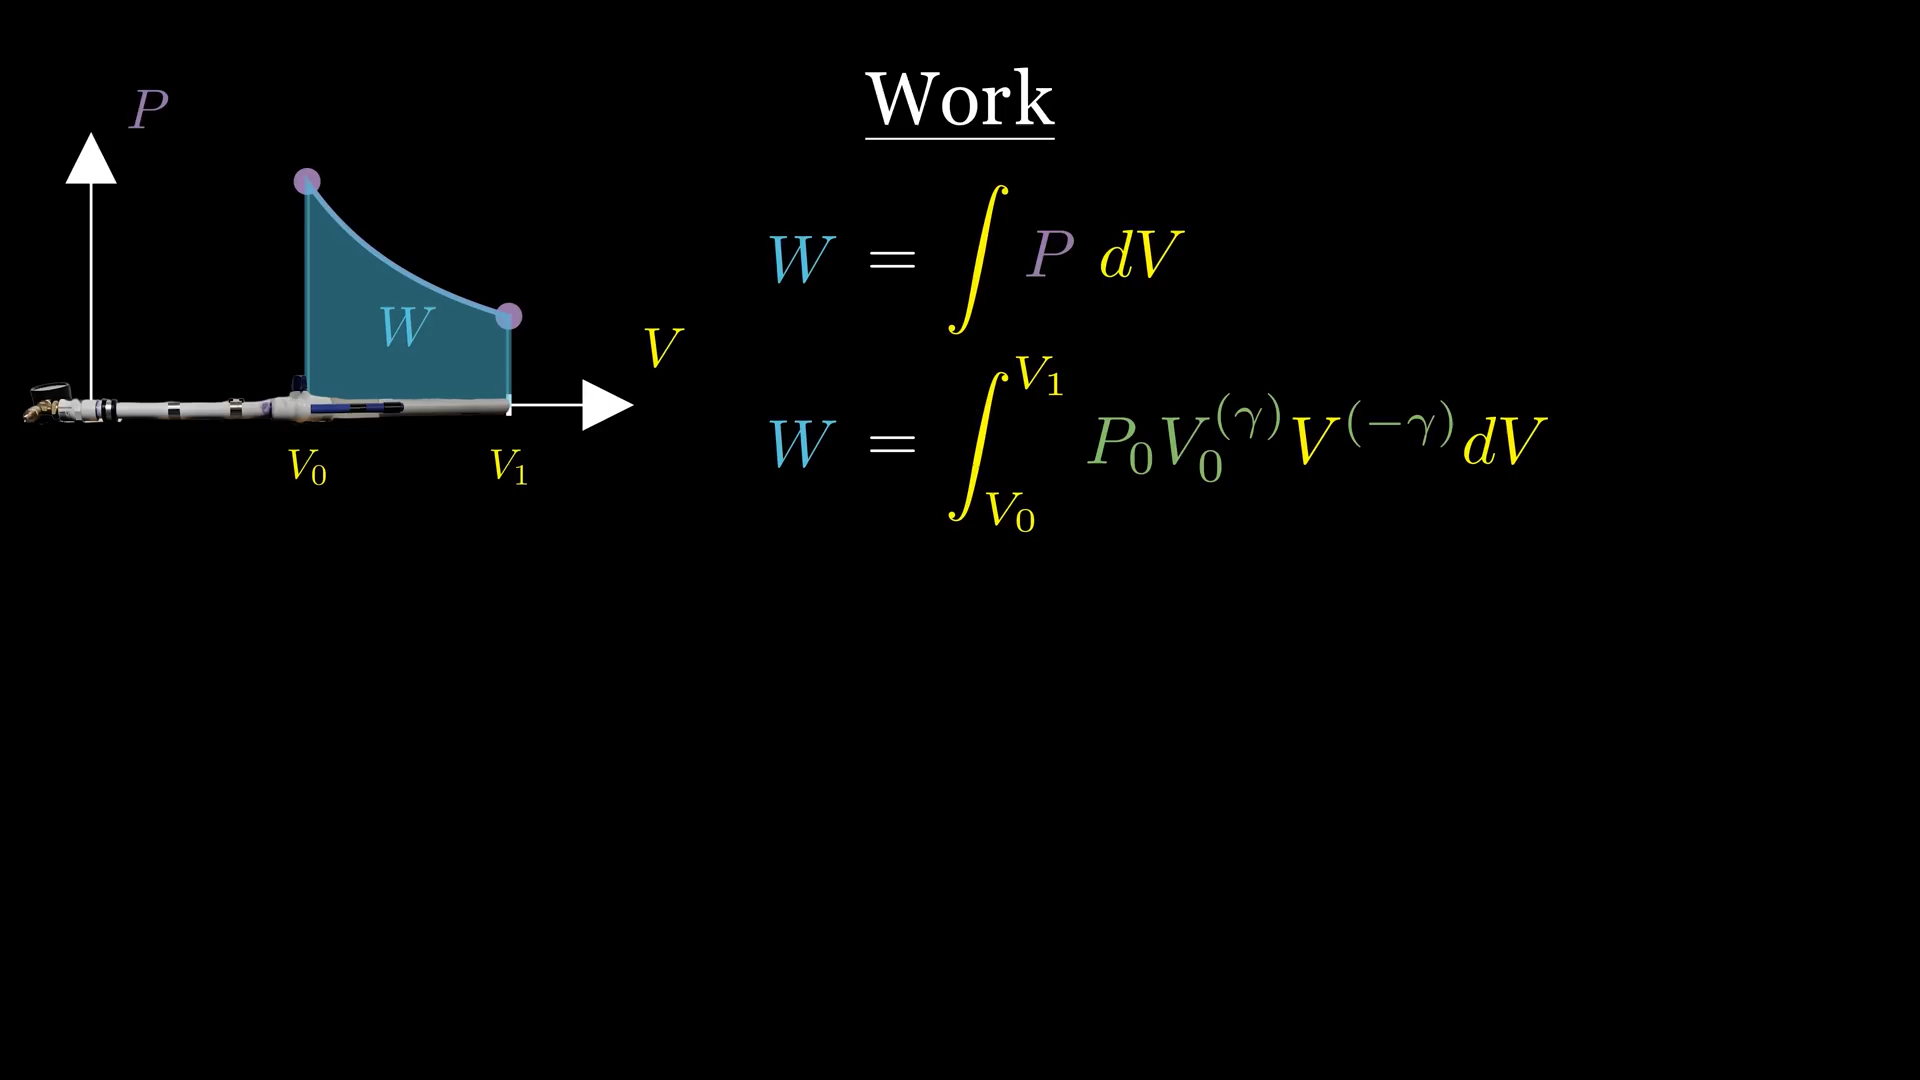 Work
P
W = ∫ P dV
W
V
W = ∫_{V_0}^{V_1} P_0 V_0^{(γ)} V^{(−γ)} dV
V_0 V_1